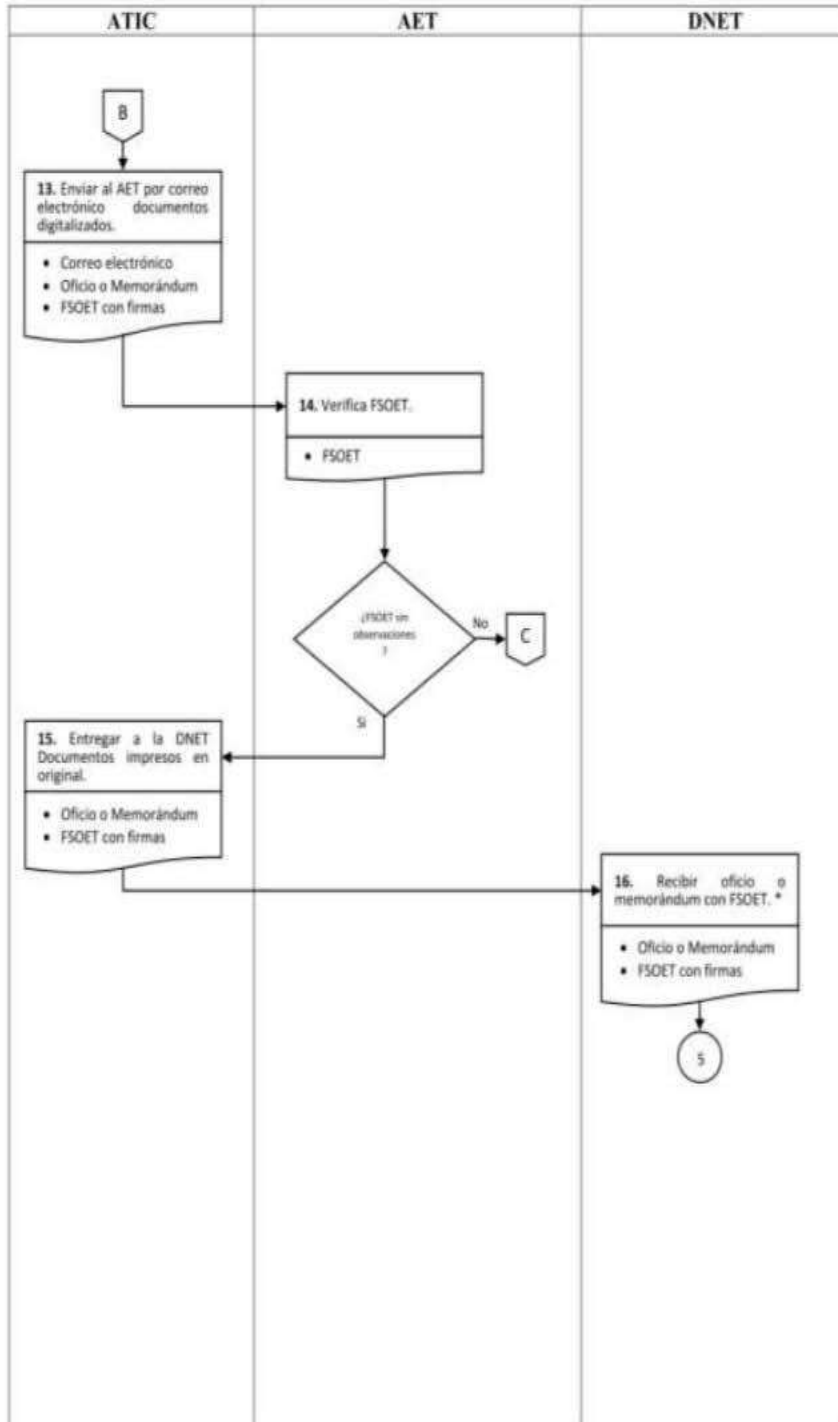 ATIC AET DNET
B
13. Enviar al AET por correo
electrónico documentos
digitalizados.
• Correo electrónico
• Oficio o Memorándum
• FSOET con firmas
14. Verifica FSOET.
• FSOET
¿FSOET sin
observaciones
?
No
C
Si
15. Entregar a la DNET
Documentos impresos en
original.
• Oficio o Memorándum
• FSOET con firmas
16. Recibir oficio o
memorándum con FSOET. *
• Oficio o Memorándum
• FSOET con firmas
5